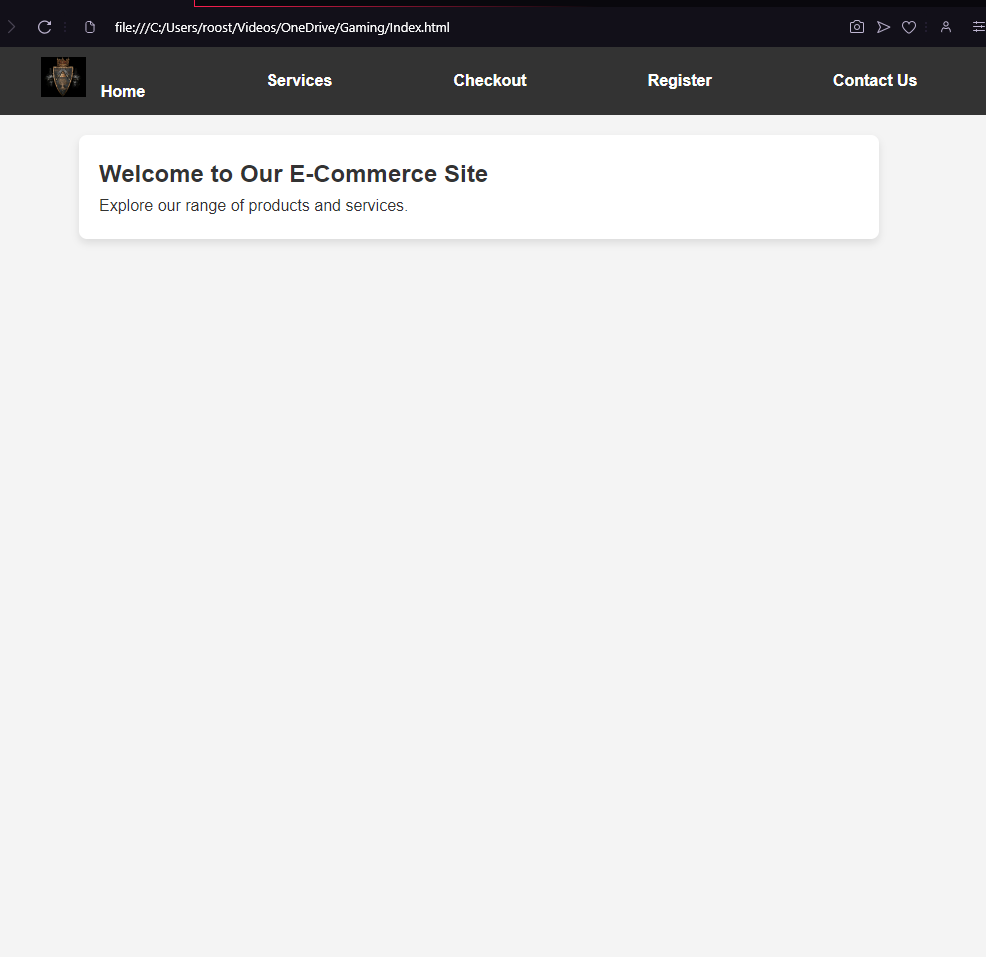 file:///C:/Users/roost/Videos/OneDrive/Gaming/Index.html
Home Services Checkout Register Contact Us
Welcome to Our E-Commerce Site
Explore our range of products and services.